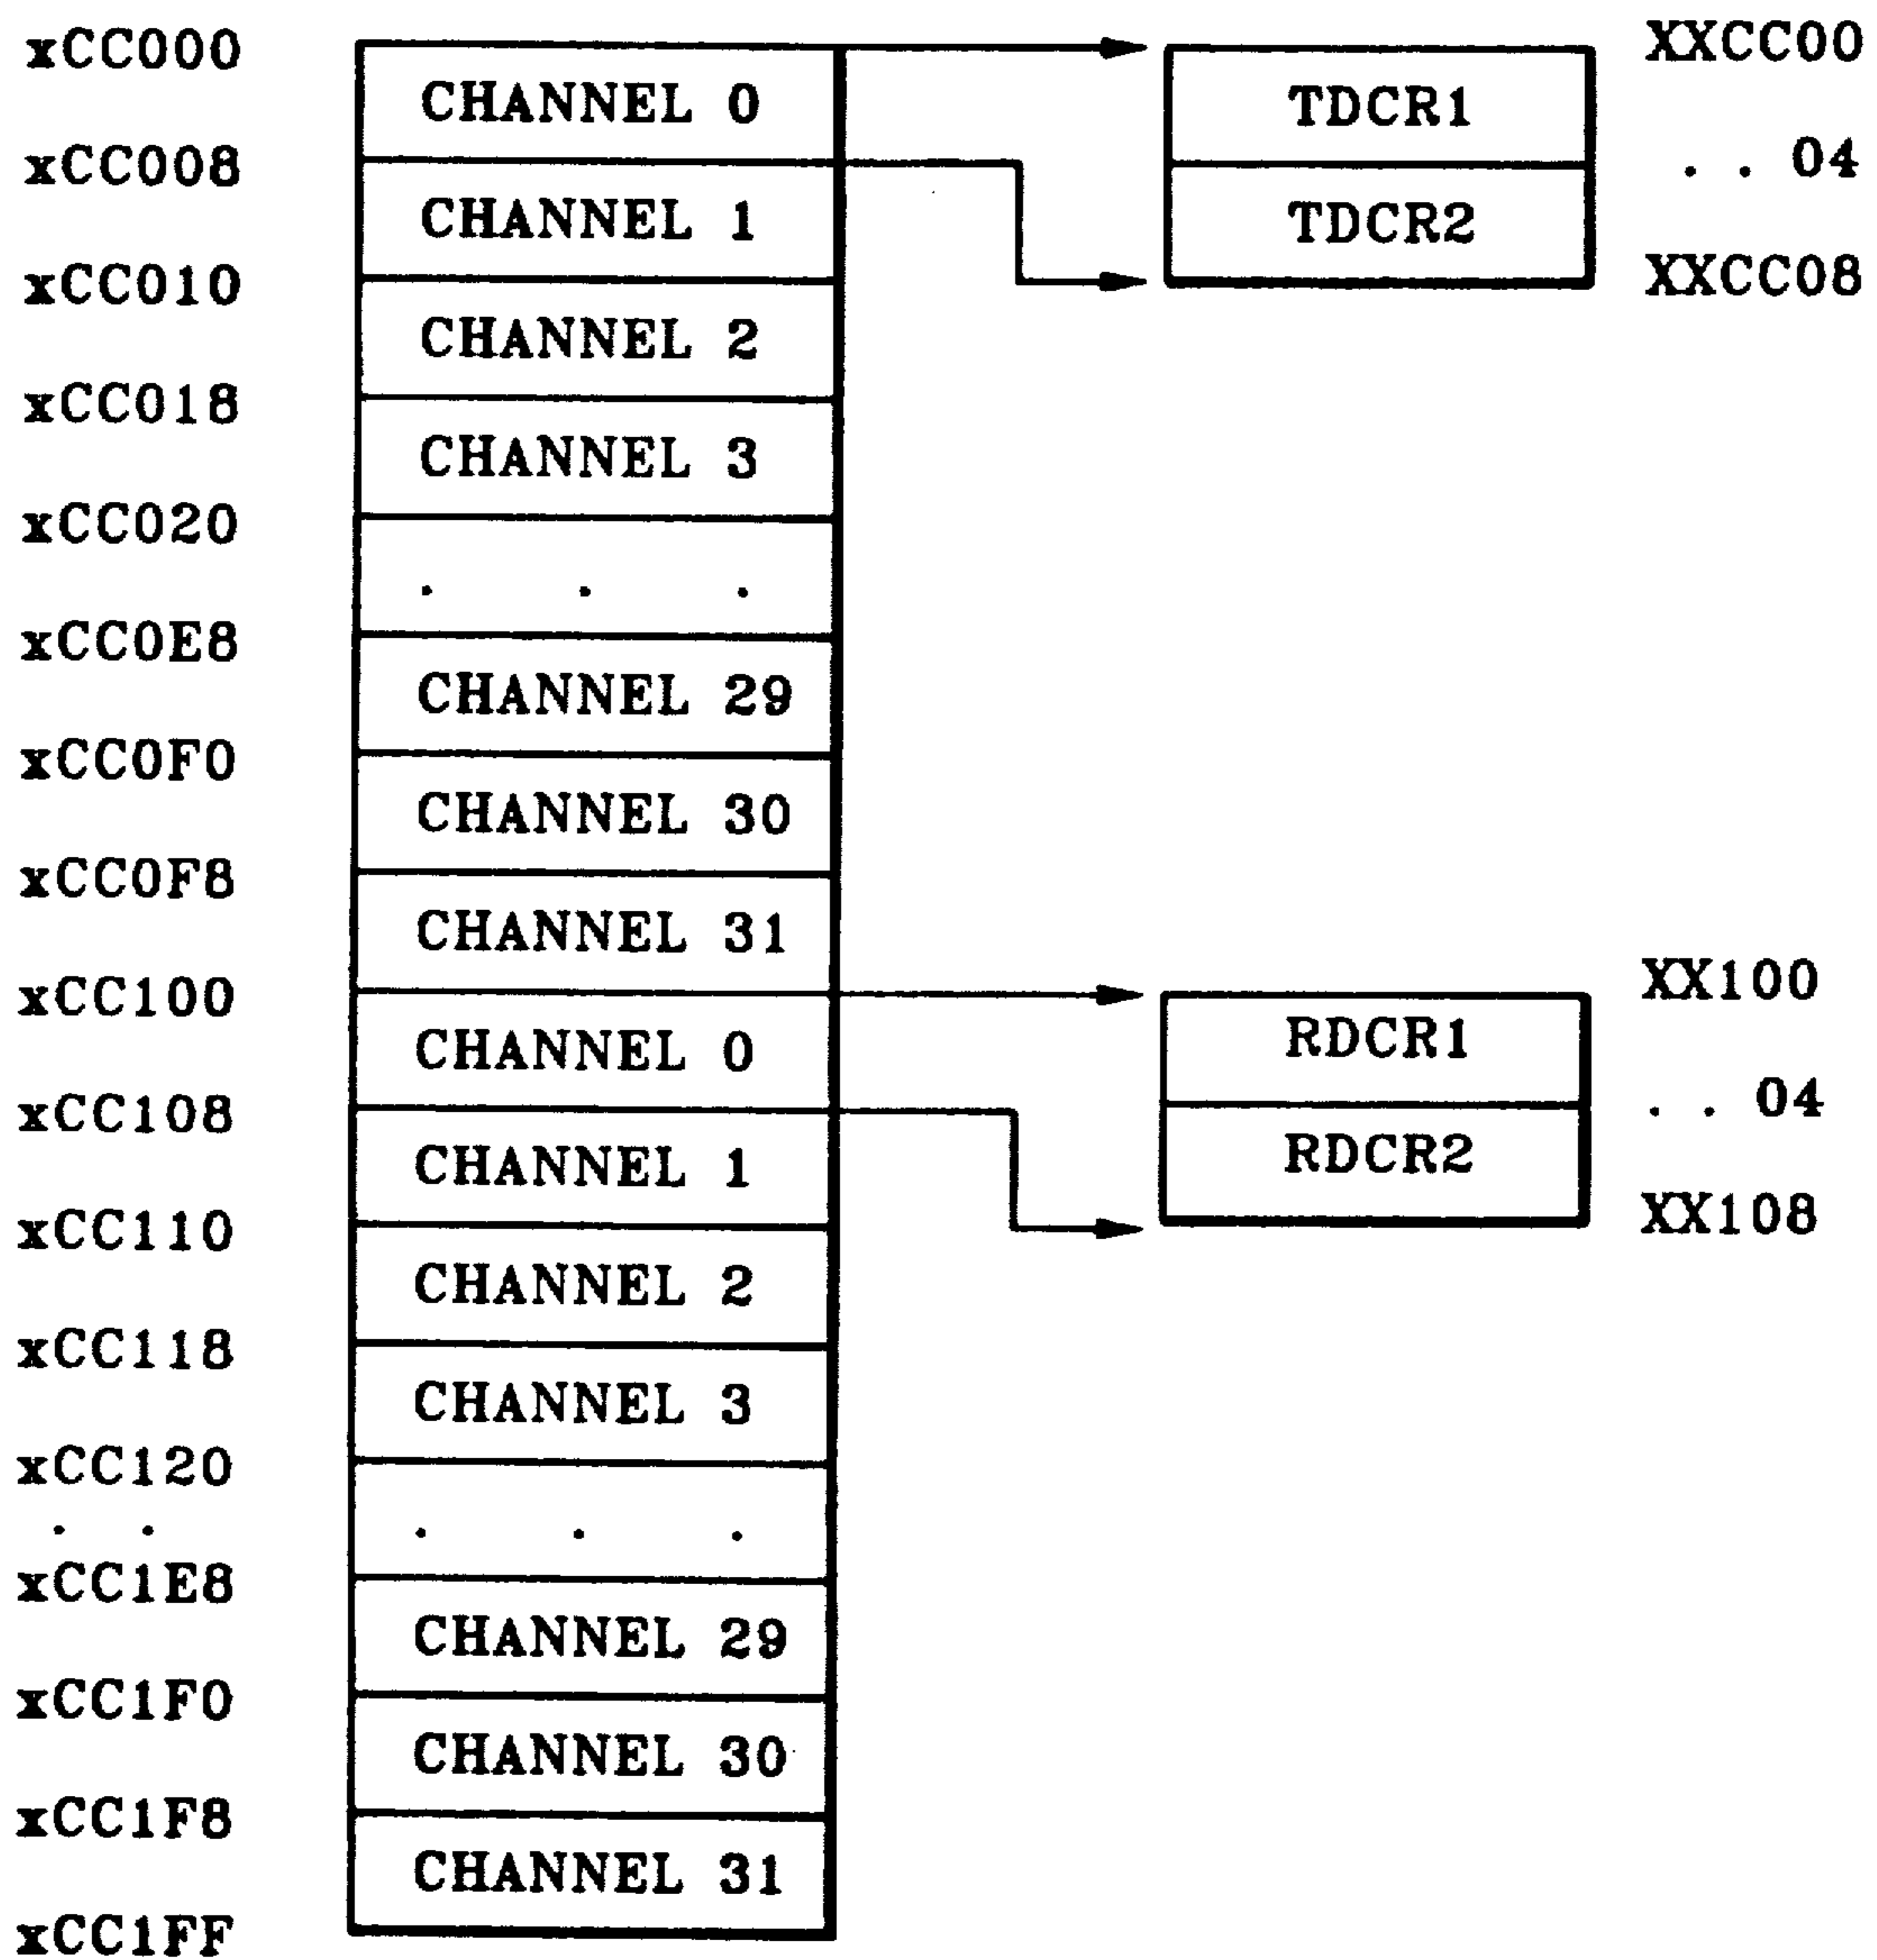 xCC000
CHANNEL 0
xCC008
CHANNEL 1
xCC010
CHANNEL 2
xCC018
CHANNEL 3
xCC020
. . .
xCC0E8
CHANNEL 29
xCC0F0
CHANNEL 30
xCC0F8
CHANNEL 31
xCC100
CHANNEL 0
xCC108
CHANNEL 1
xCC110
CHANNEL 2
xCC118
CHANNEL 3
xCC120
. .
. . .
xCC1E8
CHANNEL 29
xCC1F0
CHANNEL 30
xCC1F8
CHANNEL 31
xCC1FF
XXCC00
TDCR1
. . 04
TDCR2
XXCC08
XX100
RDCR1
. . 04
RDCR2
XX108